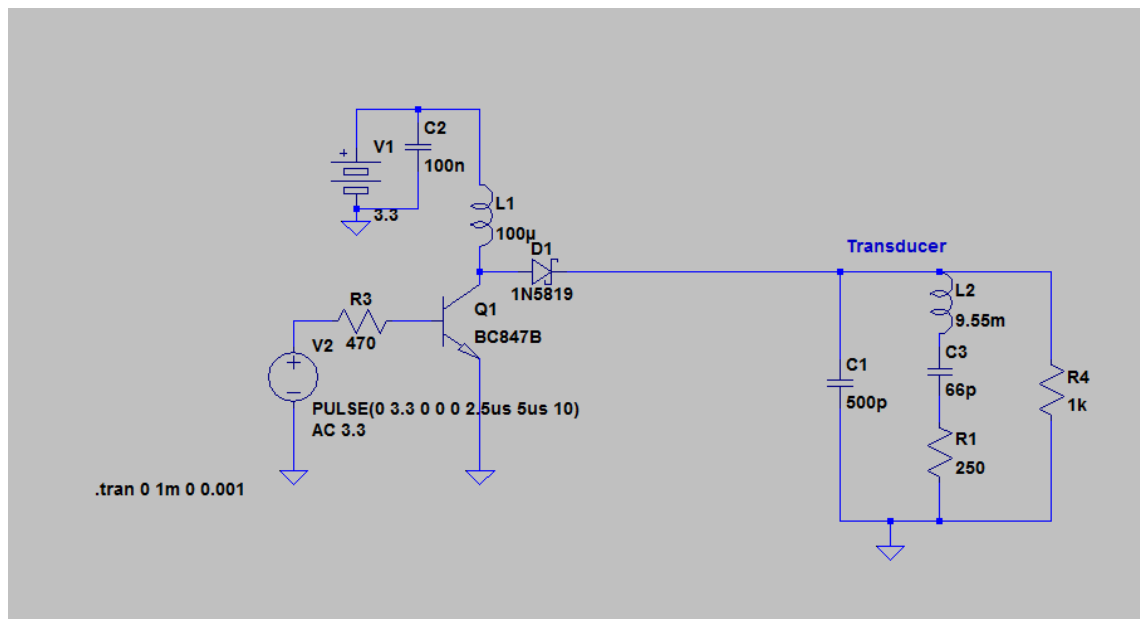 C2
V1
100n
3.3
L1
100µ
D1
1N5819
Transducer
R3
470
Q1
BC847B
V2
PULSE(0 3.3 0 0 0 2.5us 5us 10)
AC 3.3
.tran 0 1m 0 0.001
L2
9.55m
C3
66p
C1
500p
R4
1k
R1
250